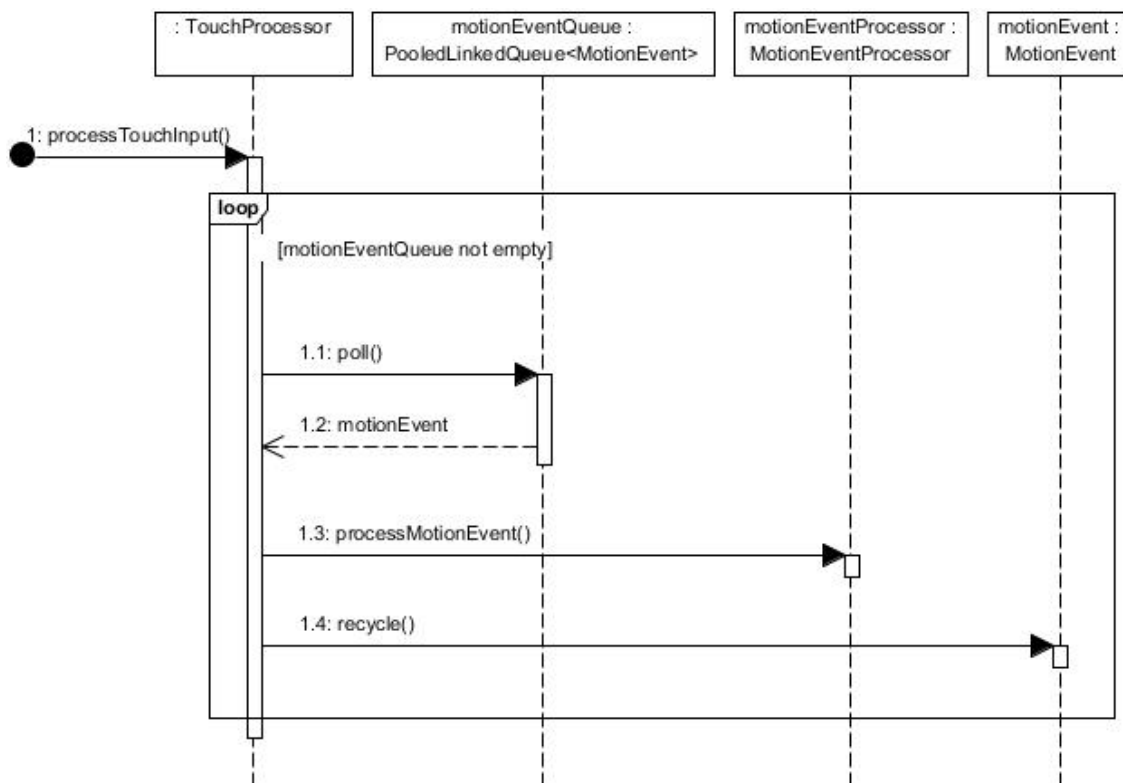 : TouchProcessor
motionEventQueue :
PooledLinkedQueue<MotionEvent>
motionEventProcessor :
MotionEventProcessor
motionEvent :
MotionEvent
1: processTouchInput()
loop
[motionEventQueue not empty]
1.1: poll()
1.2: motionEvent
1.3: processMotionEvent()
1.4: recycle()